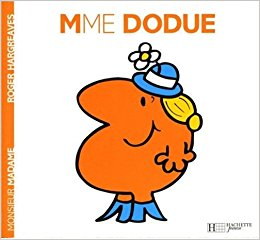 MME DODUE
ROGER HARGREAVES
MONSIEUR MADAME
HACHETTE
Jeunesse